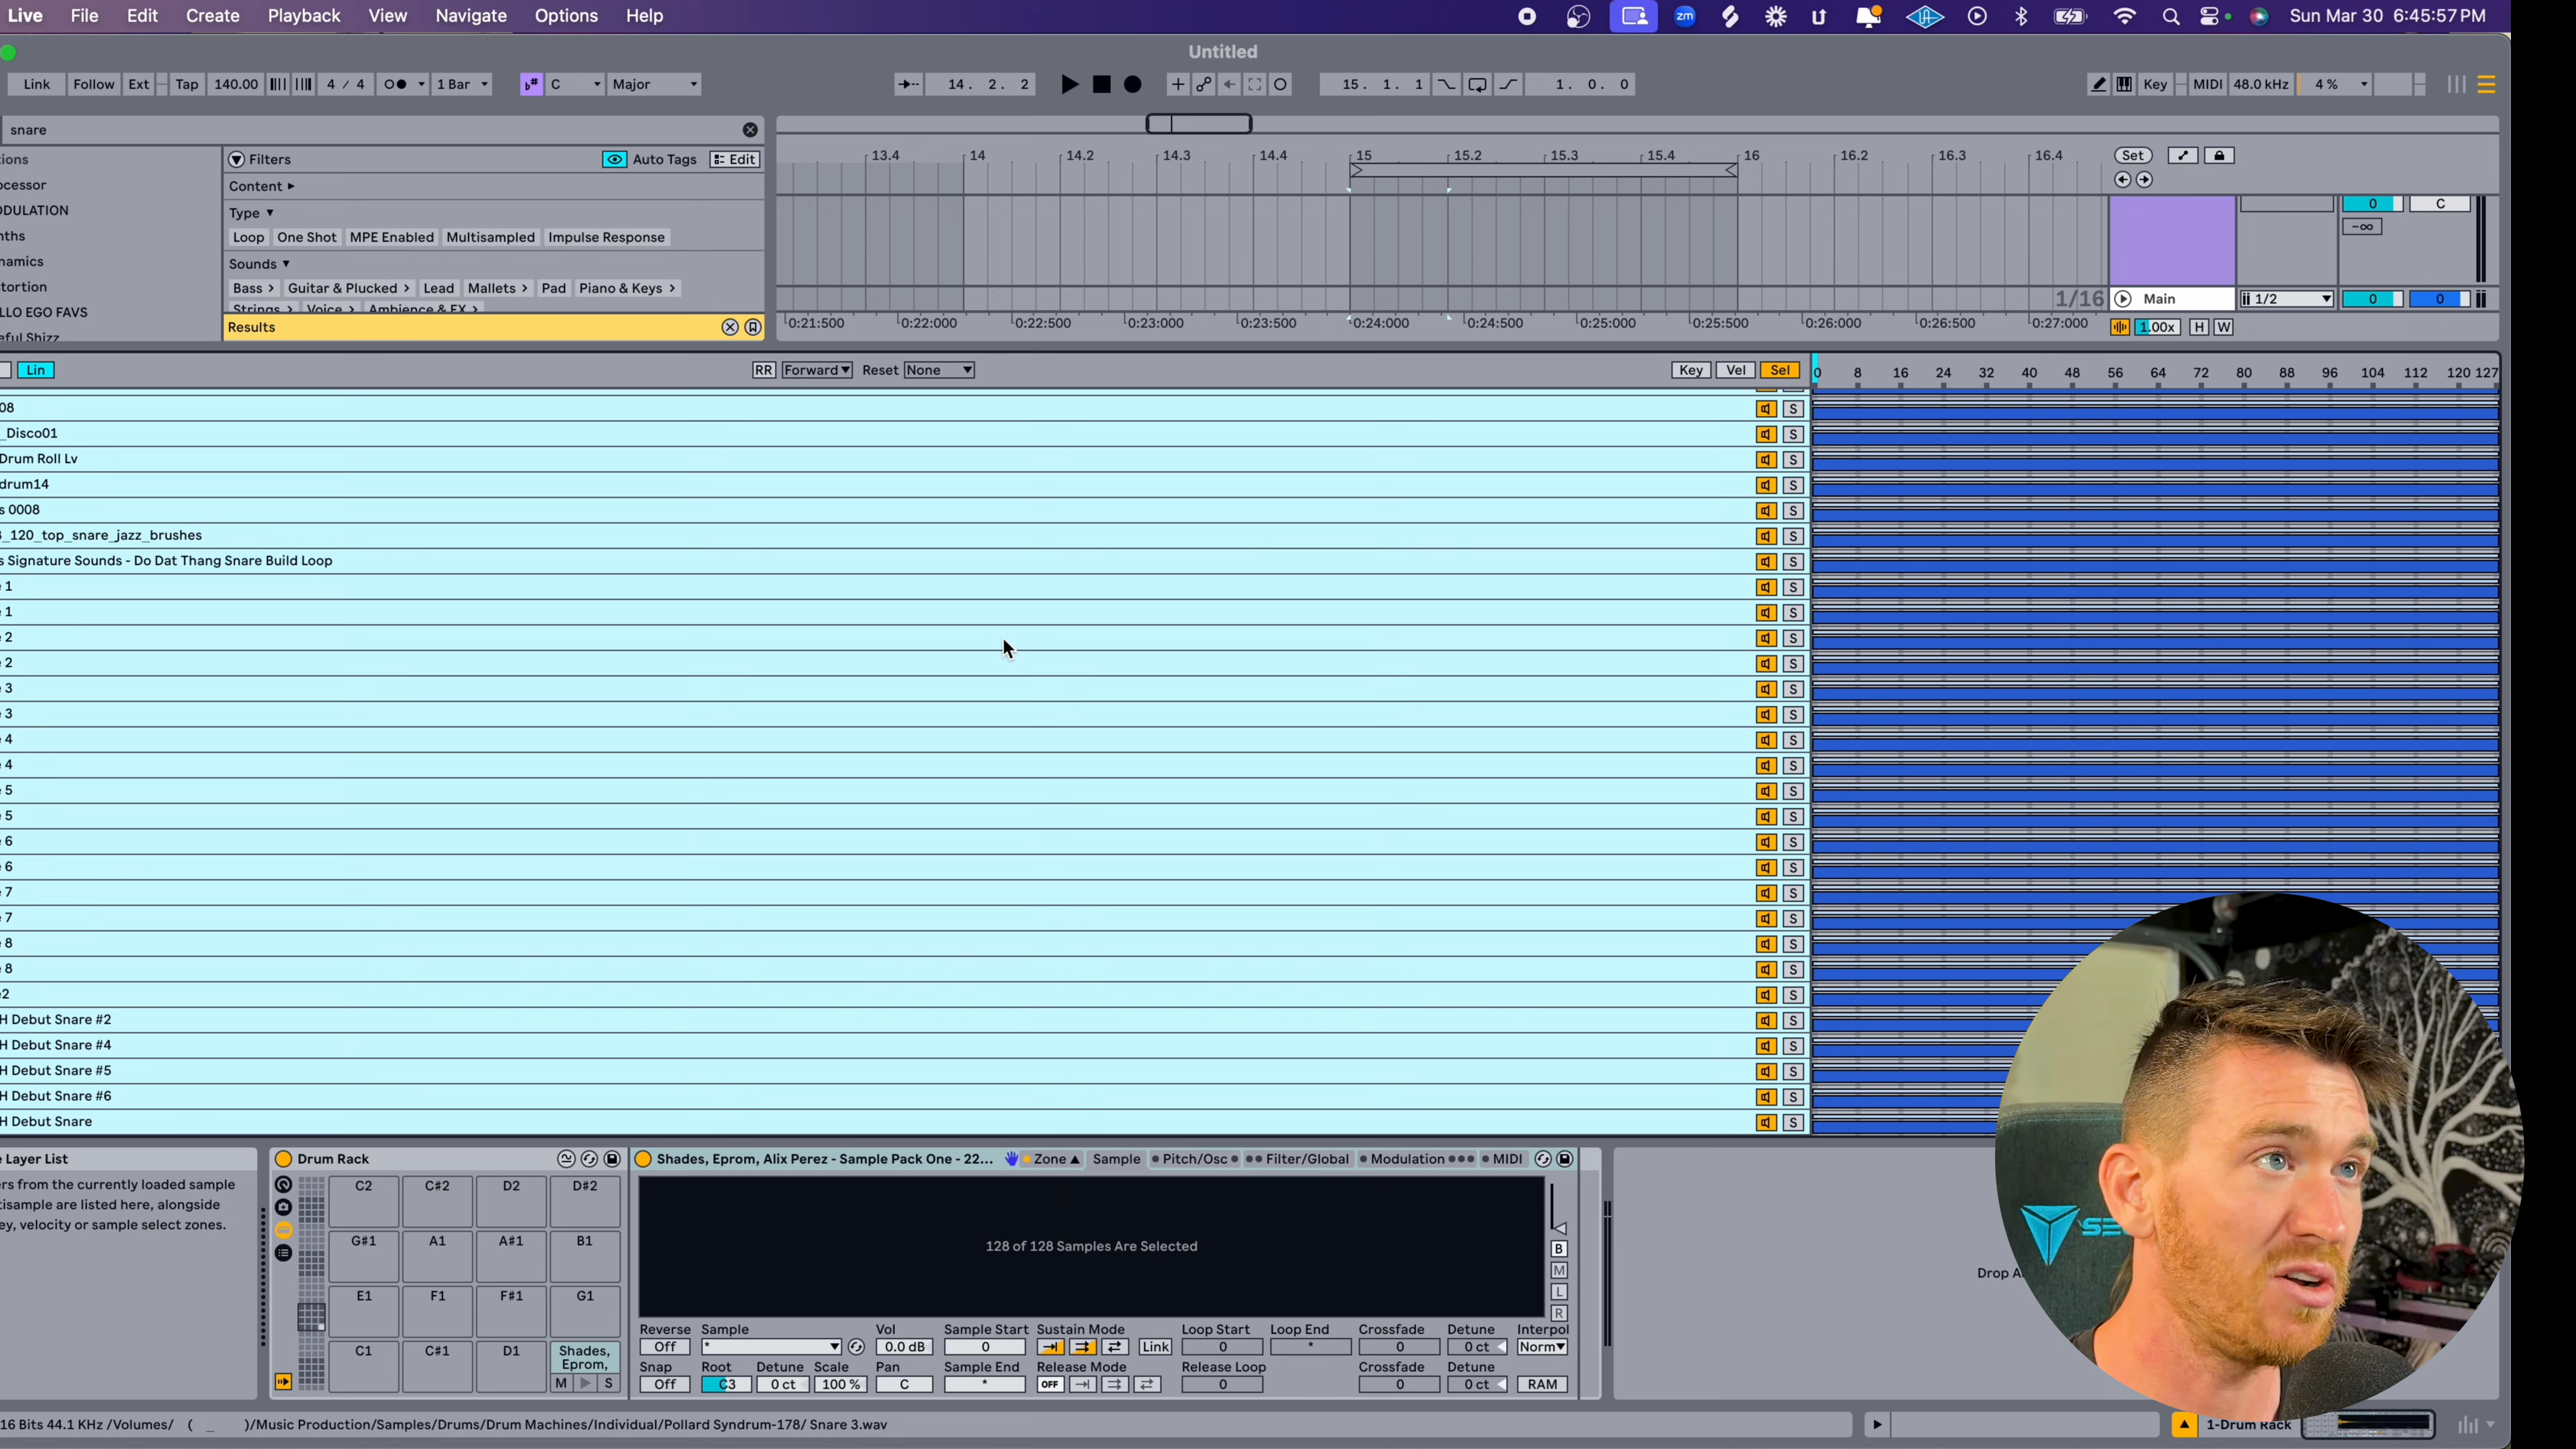 Live File Edit Create Playback View Navigate Options Help zm Sun Mar 30 6:45:57 PM
Untitled
Link Follow Ext Tap 140.00 4 / 4 1 Bar C Major 14. 2. 2 15. 1. 1 1. 0. 0 Key MIDI 48.0 kHz 4 %
snare
Filters Auto Tags Edit
Content
Type
Loop One Shot MPE Enabled Multisampled Impulse Response
Sounds
Bass > Guitar & Plucked > Lead Mallets > Pad Piano & Keys >
Strings > Voice > Ambience & FX >
Results
tions
ocessor
ODULATION
nths
namics
stortion
LLO EGO FAVS
eful Shizz
13.4 14 14.2 14.3 14.4 15 15.2 15.3 15.4 16 16.2 16.3 16.4
Set
0 C
-∞
1/16 Main 1/2 0 0
0:21:500 0:22:000 0:22:500 0:23:000 0:23:500 0:24:000 0:24:500 0:25:000 0:25:500 0:26:000 0:26:500 0:27:000
1.00x H W
Lin RR Forward Reset None Key Vel Sel
0 8 16 24 32 40 48 56 64 72 80 88 96 104 112 120 127
08 S
_Disco01 S
Drum Roll Lv S
drum14 S
s 0008 S
_120_top_snare_jazz_brushes S
s Signature Sounds - Do Dat Thang Snare Build Loop S
e 1 S
e 1 S
e 2 S
e 2 S
e 3 S
e 3 S
e 4 S
e 4 S
e 5 S
e 5 S
e 6 S
e 6 S
e 7 S
e 7 S
e 8 S
e 8 S
e2 S
H Debut Snare #2 S
H Debut Snare #4 S
H Debut Snare #5 S
H Debut Snare #6 S
H Debut Snare S
e Layer List
ers from the currently loaded sample
tisample are listed here, alongside
ey, velocity or sample select zones.
Drum Rack
C2 C#2 D2 D#2
G#1 A1 A#1 B1
E1 F1 F#1 G1
C1 C#1 D1 Shades,
Eprom,
M S
Shades, Eprom, Alix Perez - Sample Pack One - 22... Zone Sample Pitch/Osc Filter/Global Modulation MIDI
128 of 128 Samples Are Selected
B
M
L
R
Reverse Sample Vol Sample Start Sustain Mode Loop Start Loop End Crossfade Detune Interpol
Off * 0.0 dB 0 Link 0 * 0 0 ct Norm
Snap Root Detune Scale Pan Sample End Release Mode Release Loop Crossfade Detune
Off C3 0 ct 100 % C * OFF 0 0 0 ct RAM
Drop A
SE
16 Bits 44.1 KHz /Volumes/ ( _ )/Music Production/Samples/Drums/Drum Machines/Individual/Pollard Syndrum-178/ Snare 3.wav
1-Drum Rack